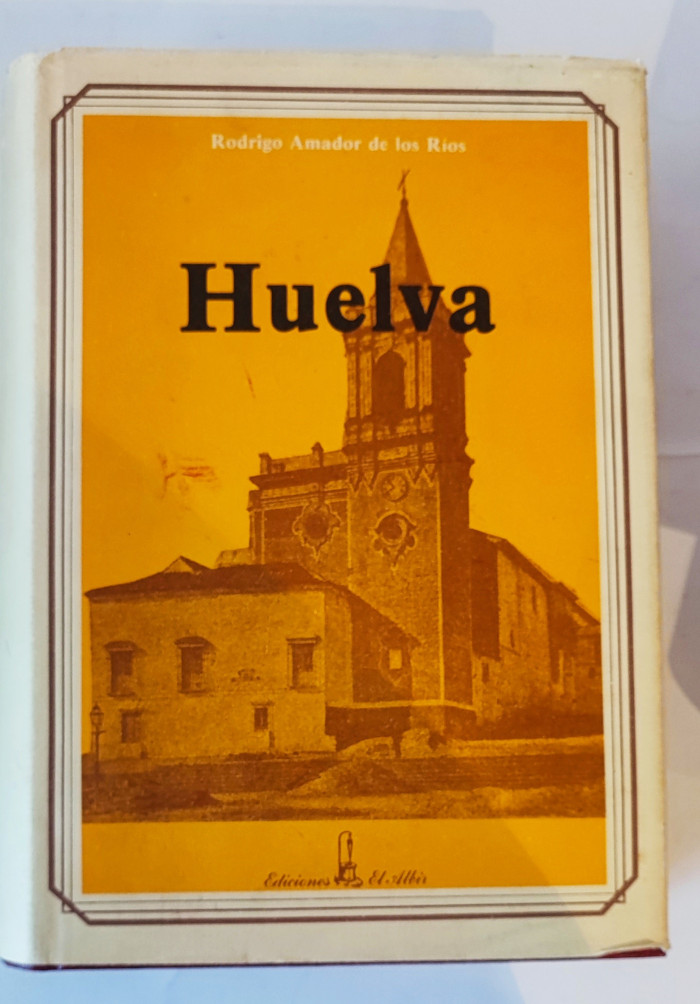 Rodrigo Amador de los Ríos
Huelva
Ediciones El Albir